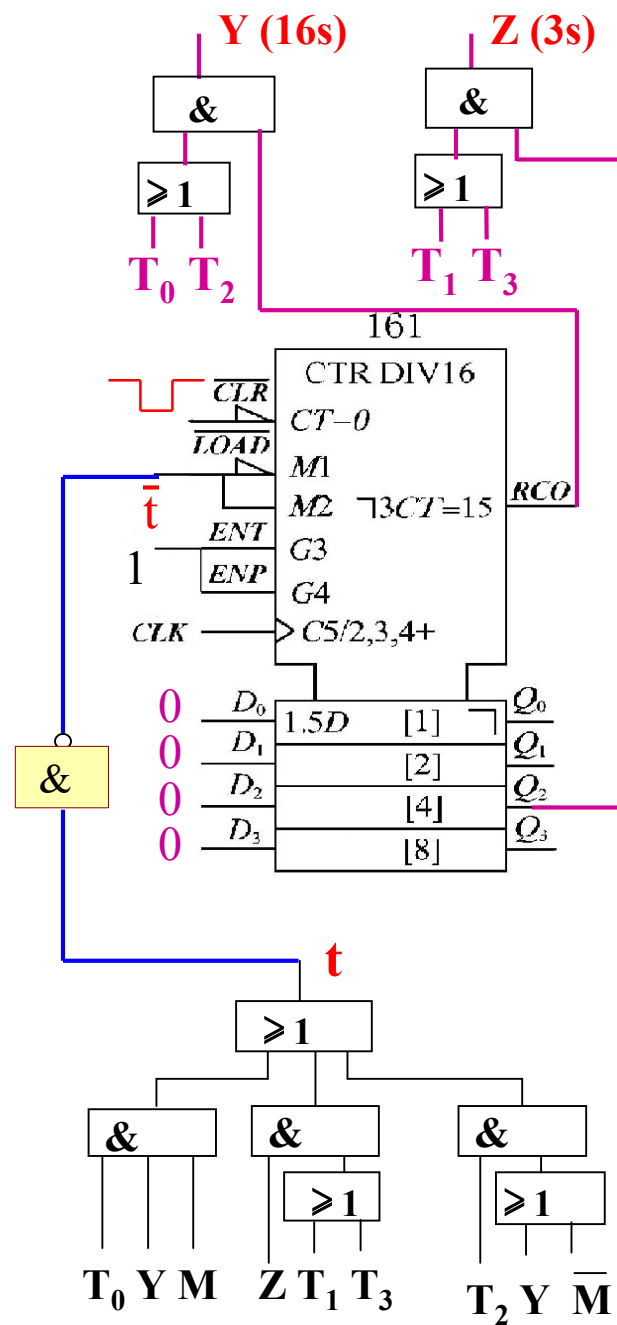 Y (16s) Z (3s)
& &
⩾1 ⩾1
T₀ T₂ T₁ T₃
161
CTR DIV16
C̅L̅R̅ CT−0
L̅O̅A̅D̅ M1
t̅ M2 ┐3CT=15 RCO
1 ENT G3
ENP G4
CLK C5/2,3,4+
0 D₀ 1.5D [1] ┐ Q₀
0 D₁ [2] Q₁
& 0 D₂ [4] Q₂
0 D₃ [8] Q₃
t
⩾1
& & &
⩾1 ⩾1
T₀ Y M Z T₁ T₃ T₂ Y M̅